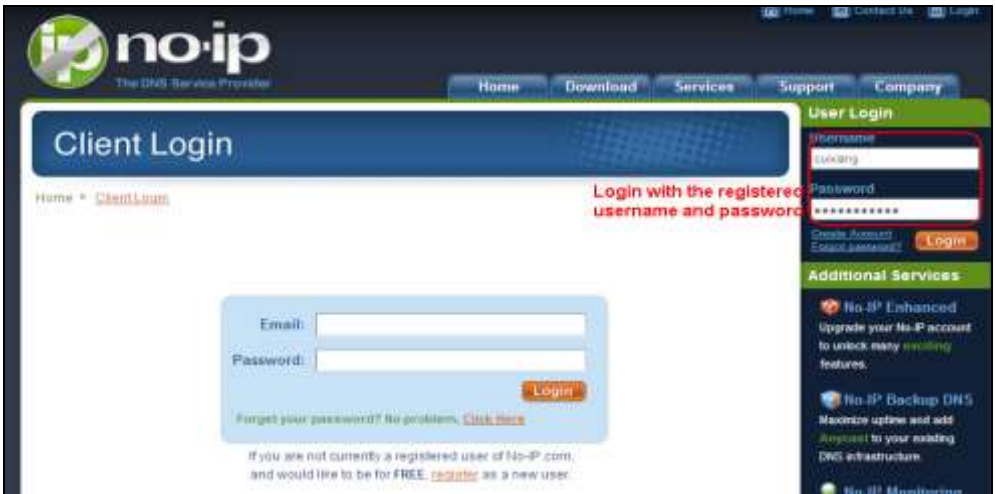 Home Contact Us Login
ip no-ip
The DNS Service Provider
Home Download Services Support Company
Client Login
Home Client Login
User Login
Username
cuixiang
Login with the registered
username and password
Password
***********
Create Account
Forgot password?
Login
Email:
Password:
Login
Forget your password? No problem, Click Here
If you are not currently a registered user of No-IP.com,
and would like to be for FREE, register as a new user.
Additional Services
No-IP Enhanced
Upgrade your No-IP account
to unlock many exciting
features.
No-IP Backup DNS
Maximize uptime and add
Anycast to your existing
DNS infrastructure.
No-IP Monitoring